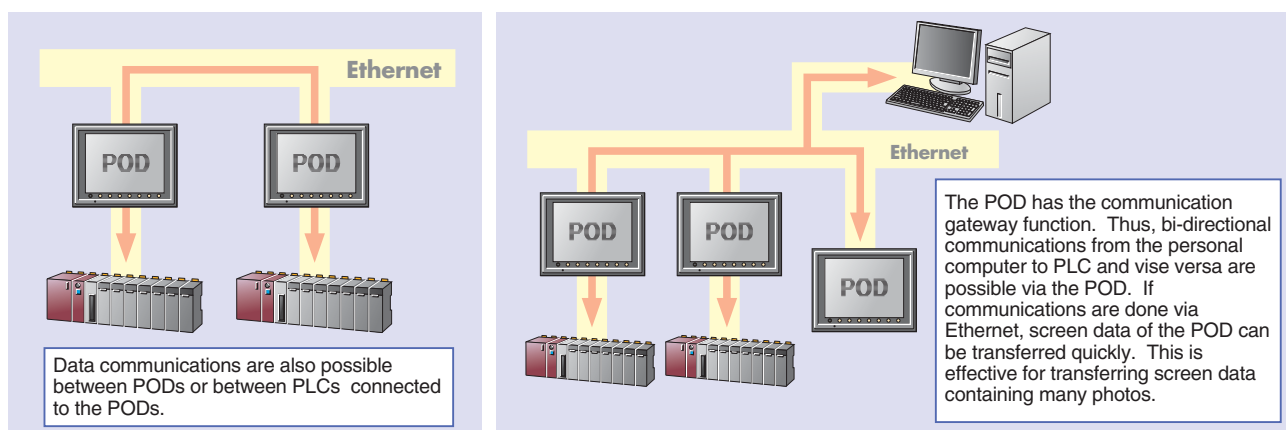 Ethernet
POD
POD
Data communications are also possible
between PODs or between PLCs connected
to the PODs.
Ethernet
POD
POD
POD
The POD has the communication
gateway function. Thus, bi-directional
communications from the personal
computer to PLC and vise versa are
possible via the POD. If
communications are done via
Ethernet, screen data of the POD can
be transferred quickly. This is
effective for transferring screen data
containing many photos.